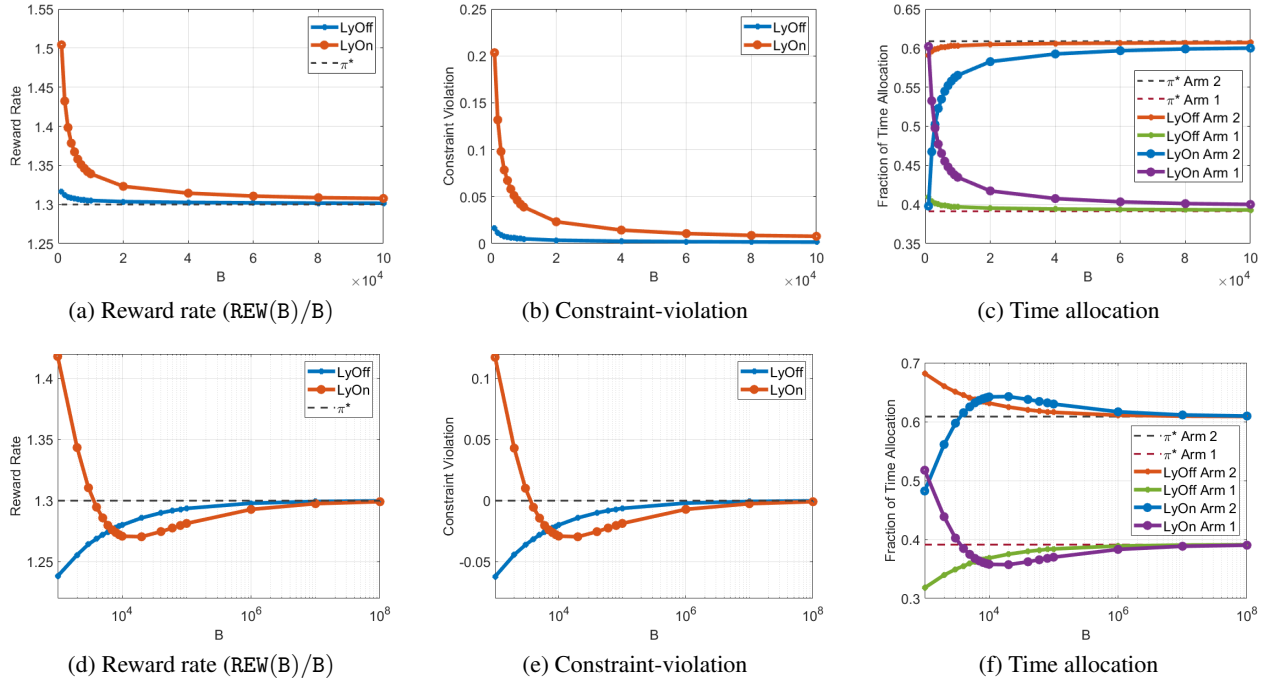 1.55
1.5
1.45
1.4
1.35
1.3
1.25
Reward Rate
LyOff
LyOn
π*
0 2 4 6 8 10
B
×10⁴
(a) Reward rate (REW(B)/B)
0.25
0.2
0.15
0.1
0.05
0
Constraint Violation
LyOff
LyOn
0 2 4 6 8 10
B
×10⁴
(b) Constraint-violation
0.65
0.6
0.55
0.5
0.45
0.4
0.35
Fraction of Time Allocation
π* Arm 2
π* Arm 1
LyOff Arm 2
LyOff Arm 1
LyOn Arm 2
LyOn Arm 1
0 2 4 6 8 10
B
×10⁴
(c) Time allocation
1.4
1.35
1.3
1.25
Reward Rate
LyOff
LyOn
π*
10⁴ 10⁶ 10⁸
B
(d) Reward rate (REW(B)/B)
0.1
0.05
0
-0.05
Constraint Violation
LyOff
LyOn
10⁴ 10⁶ 10⁸
B
(e) Constraint-violation
0.7
0.6
0.5
0.4
0.3
Fraction of Time Allocation
π* Arm 2
π* Arm 1
LyOff Arm 2
LyOff Arm 1
LyOn Arm 2
LyOn Arm 1
10⁴ 10⁶ 10⁸
B
(f) Time allocation